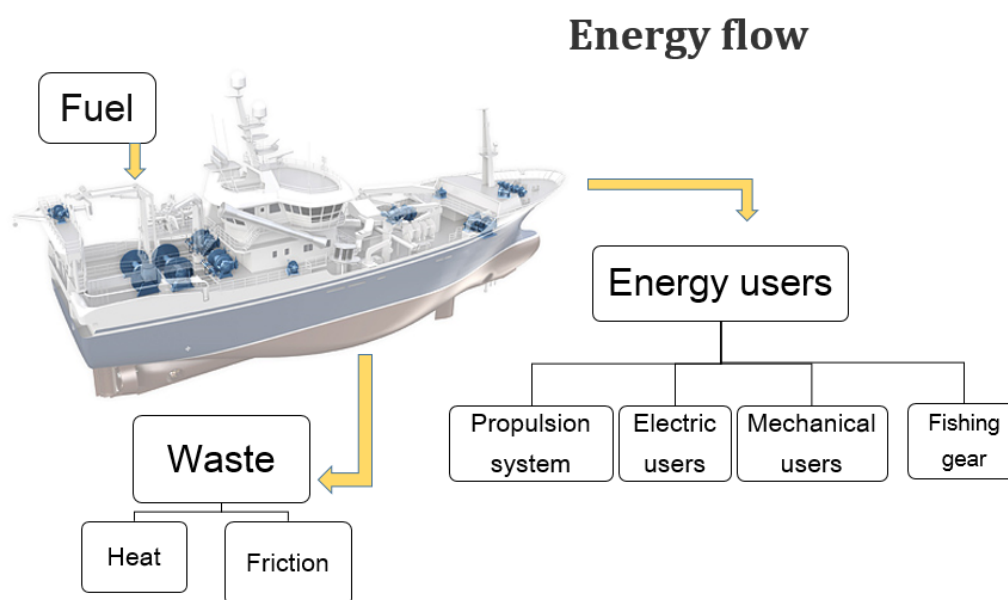 Energy flow
Fuel
Energy users
Propulsion
system
Electric
users
Mechanical
users
Fishing
gear
Waste
Heat
Friction